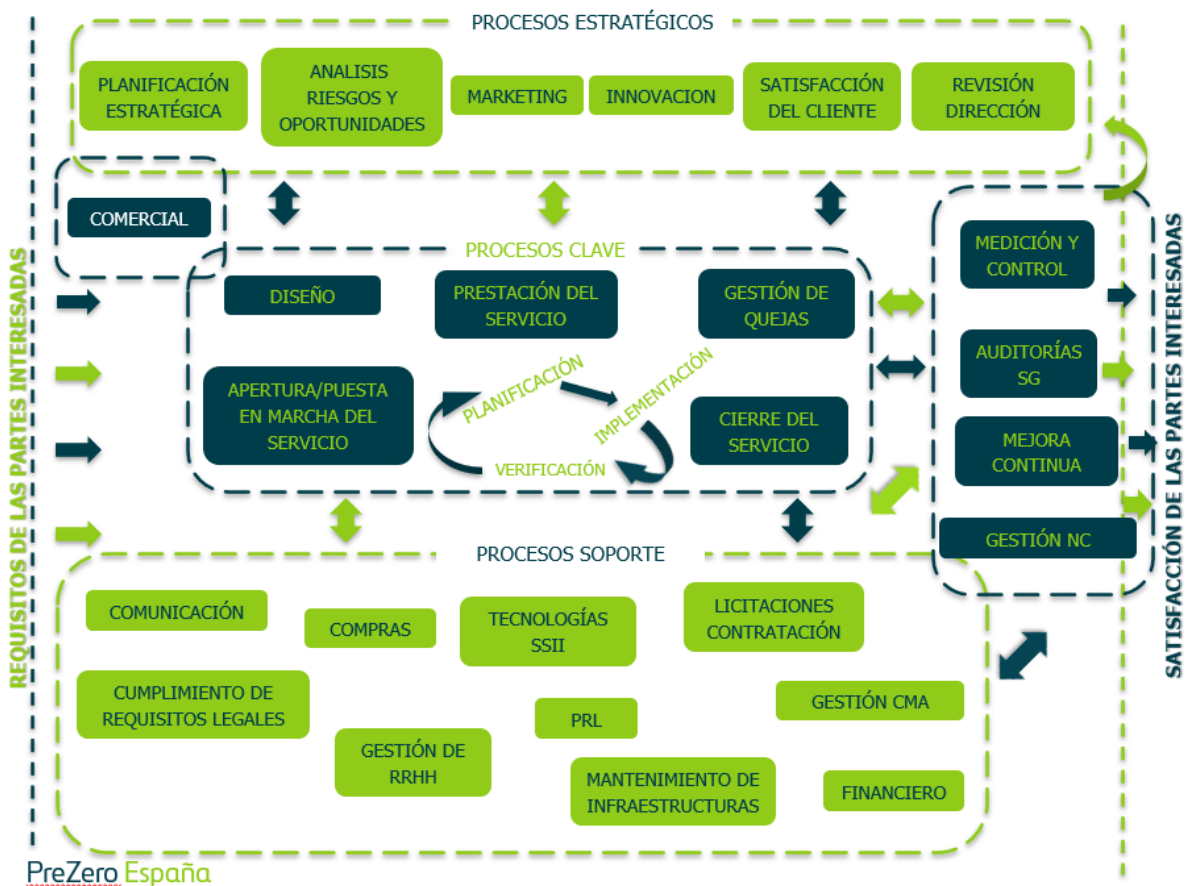 PROCESOS ESTRATÉGICOS
PLANIFICACIÓN
ESTRATÉGICA
ANALISIS
RIESGOS Y
OPORTUNIDADES
MARKETING
INNOVACION
SATISFACCIÓN
DEL CLIENTE
REVISIÓN
DIRECCIÓN
COMERCIAL
REQUISITOS DE LAS PARTES INTERESADAS
PROCESOS CLAVE
DISEÑO
PRESTACIÓN DEL
SERVICIO
GESTIÓN DE
QUEJAS
APERTURA/PUESTA
EN MARCHA DEL
SERVICIO
PLANIFICACIÓN
IMPLEMENTACIÓN
VERIFICACIÓN
CIERRE DEL
SERVICIO
MEDICIÓN Y
CONTROL
AUDITORÍAS
SG
MEJORA
CONTINUA
GESTIÓN NC
SATISFACCIÓN DE LAS PARTES INTERESADAS
PROCESOS SOPORTE
COMUNICACIÓN
COMPRAS
TECNOLOGÍAS
SSII
LICITACIONES
CONTRATACIÓN
CUMPLIMIENTO DE
REQUISITOS LEGALES
GESTIÓN DE
RRHH
PRL
GESTIÓN CMA
MANTENIMIENTO DE
INFRAESTRUCTURAS
FINANCIERO
PreZero España